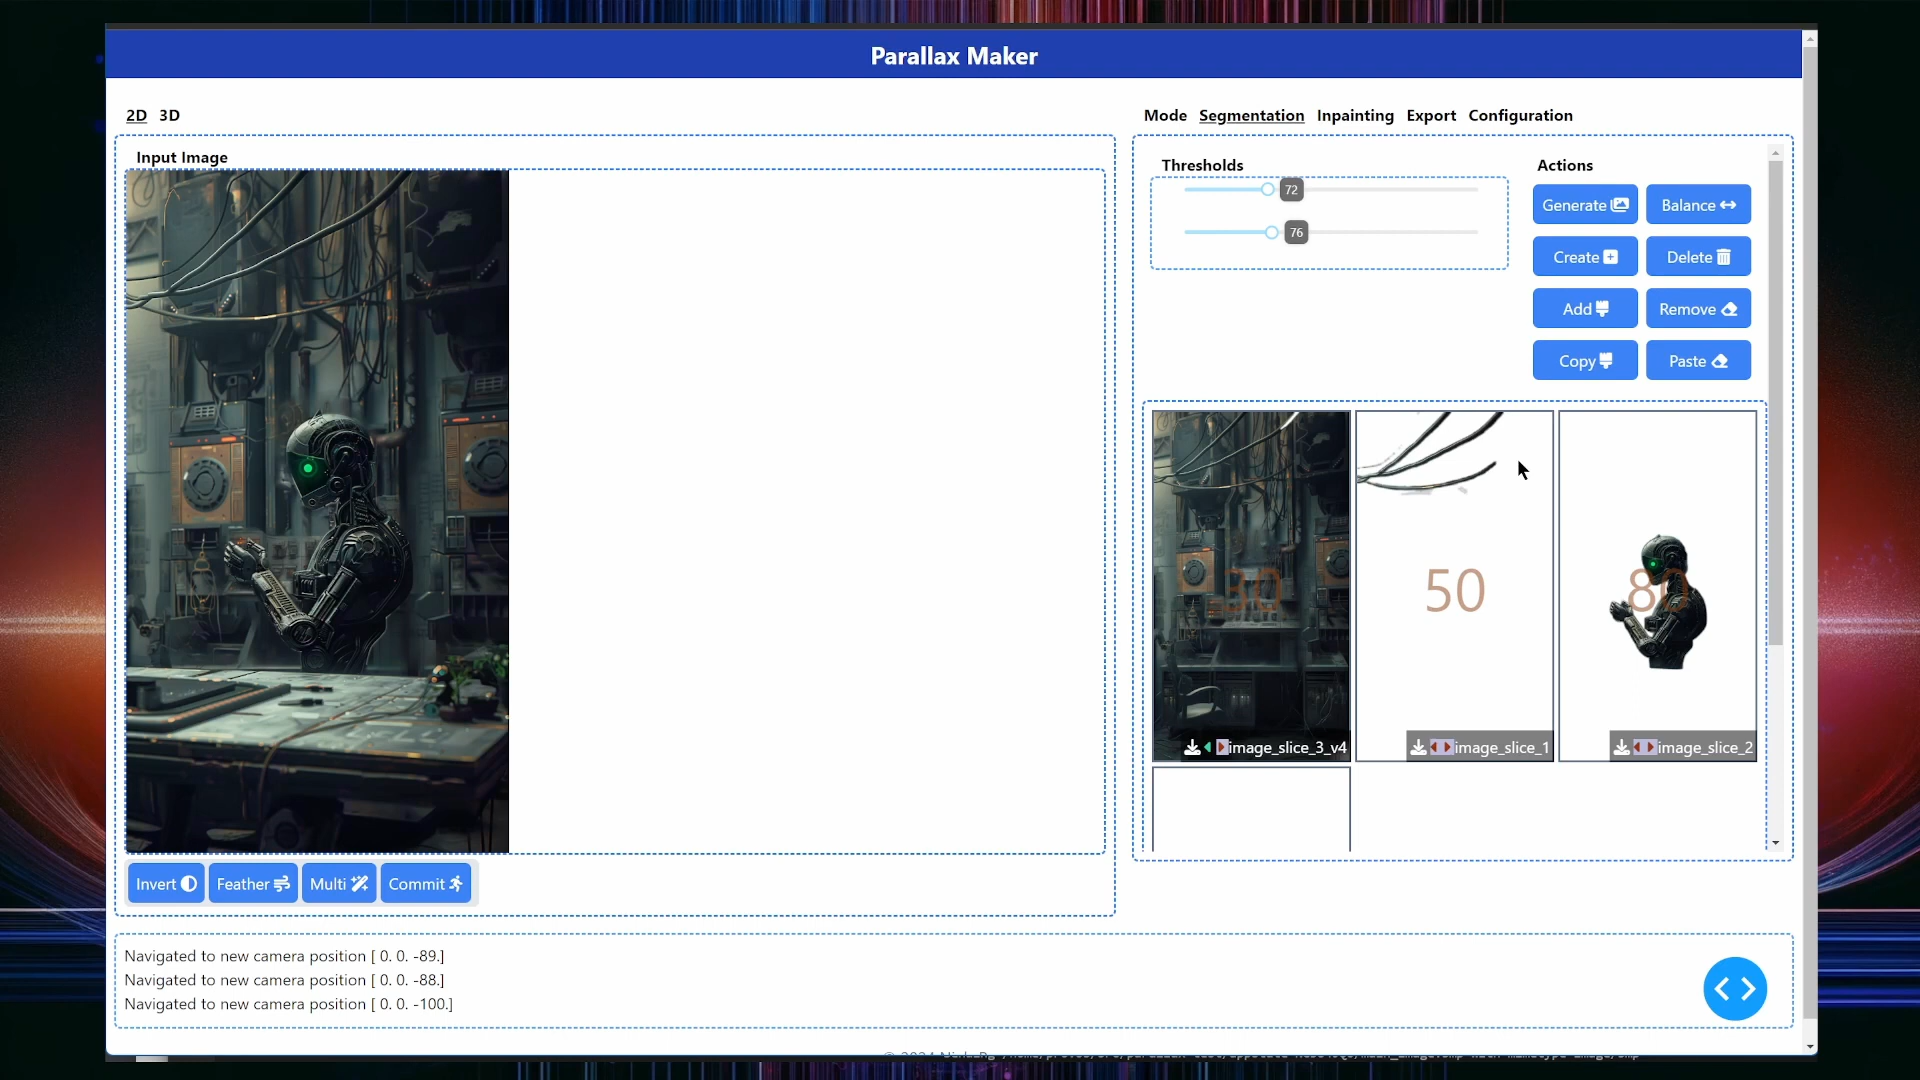 Parallax Maker
2D 3D
Mode Segmentation Inpainting Export Configuration
Input Image
Thresholds
72
76
Actions
Generate Balance
Create Delete
Add Remove
Copy Paste
30
50
80
image_slice_3_v4
image_slice_1
image_slice_2
Invert Feather Multi Commit
Navigated to new camera position [ 0. 0. -89.]
Navigated to new camera position [ 0. 0. -88.]
Navigated to new camera position [ 0. 0. -100.]